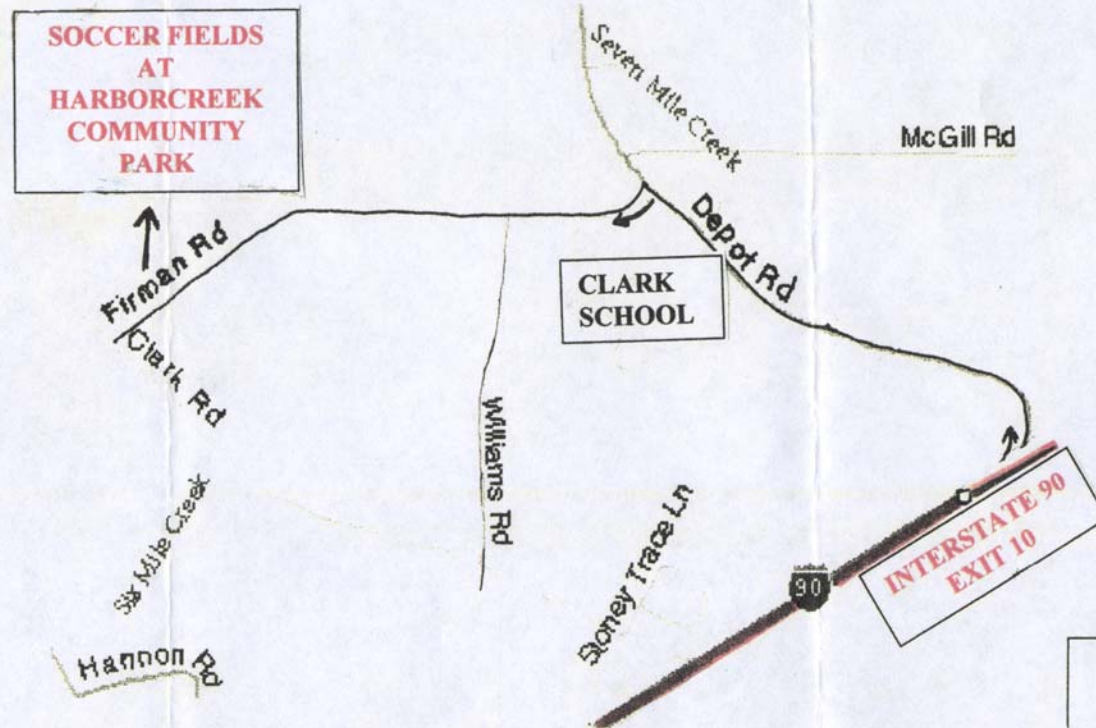 SOCCER FIELDS
AT
HARBORCREEK
COMMUNITY
PARK
Seven Mile Creek
McGill Rd
Depot Rd
Firman Rd
CLARK
SCHOOL
Clark Rd
Williams Rd
Six Mile Creek
Stoney Trace Ln
INTERSTATE 90
EXIT 10
90
Hannon Rd